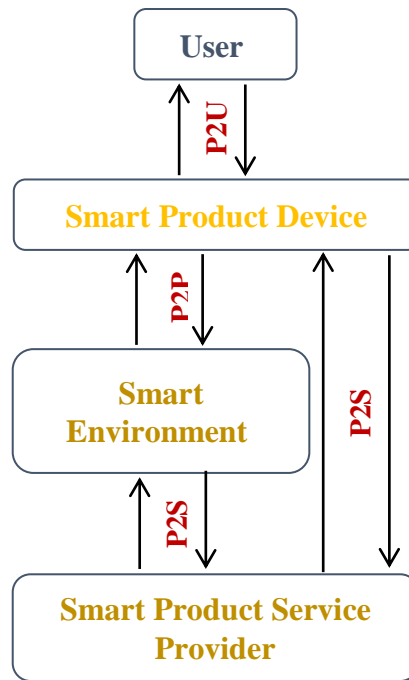 User
P2U
Smart Product Device
P2P
Smart
Environment
P2S
P2S
Smart Product Service
Provider